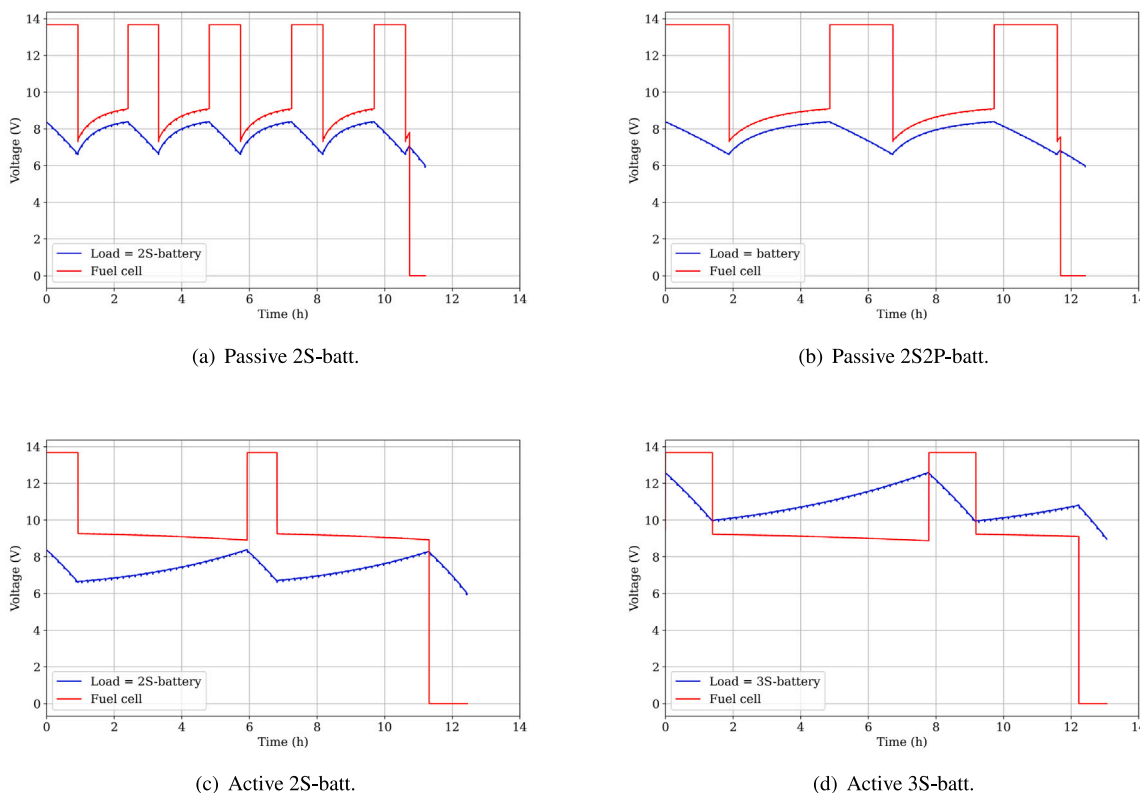 14
12
10
8
6
4
2
0
Voltage (V)
Load = 2S-battery
Fuel cell
0 2 4 6 8 10 12 14
Time (h)
(a) Passive 2S-batt.
14
12
10
8
6
4
2
0
Voltage (V)
Load = battery
Fuel cell
0 2 4 6 8 10 12 14
Time (h)
(b) Passive 2S2P-batt.
14
12
10
8
6
4
2
0
Voltage (V)
Load = 2S-battery
Fuel cell
0 2 4 6 8 10 12 14
Time (h)
(c) Active 2S-batt.
14
12
10
8
6
4
2
0
Voltage (V)
Load = 3S-battery
Fuel cell
0 2 4 6 8 10 12 14
Time (h)
(d) Active 3S-batt.